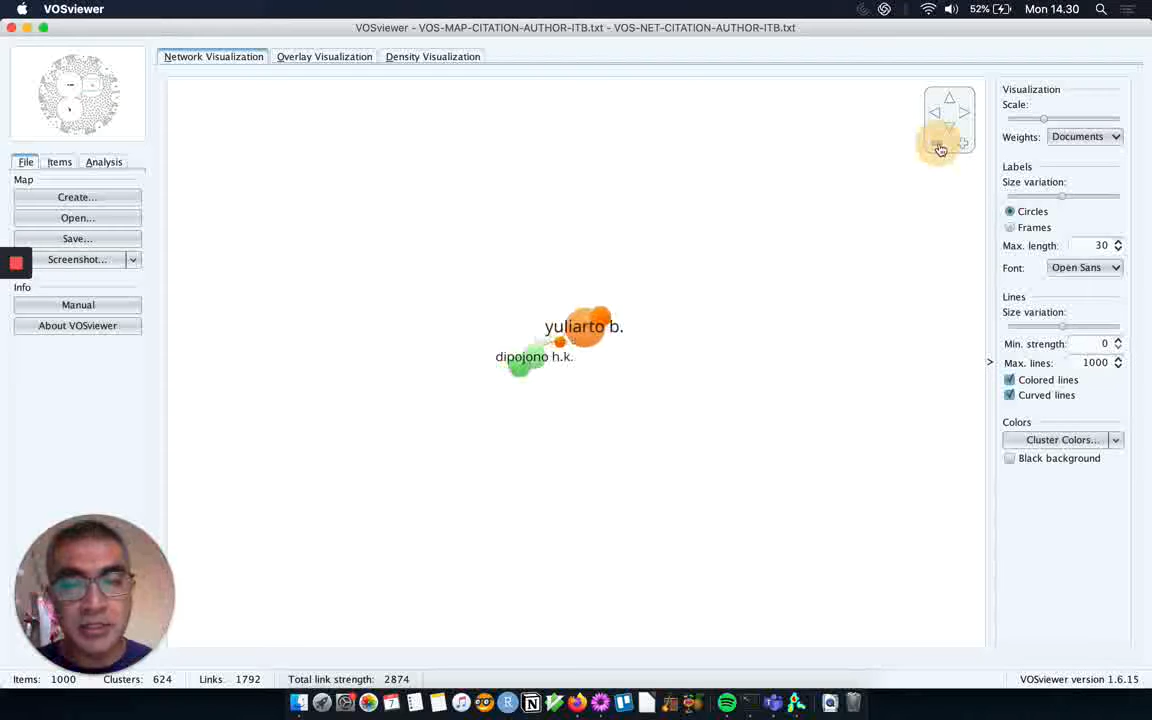 VOSviewer
52%
Mon 14.30
VOSviewer - VOS-MAP-CITATION-AUTHOR-ITB.txt - VOS-NET-CITATION-AUTHOR-ITB.txt
Network Visualization
Overlay Visualization
Density Visualization
File
Items
Analysis
Map
Create...
Open...
Save...
Screenshot...
Info
Manual
About VOSviewer
yuliarto b.
dipojono h.k.
Visualization
Scale:
Weights:
Documents
Labels
Size variation:
Circles
Frames
Max. length:
30
Font:
Open Sans
Lines
Size variation:
Min. strength:
0
Max. lines:
1000
Colored lines
Curved lines
Colors
Cluster Colors...
Black background
>
Items: 1000
Clusters: 624
Links: 1792
Total link strength: 2874
VOSviewer version 1.6.15